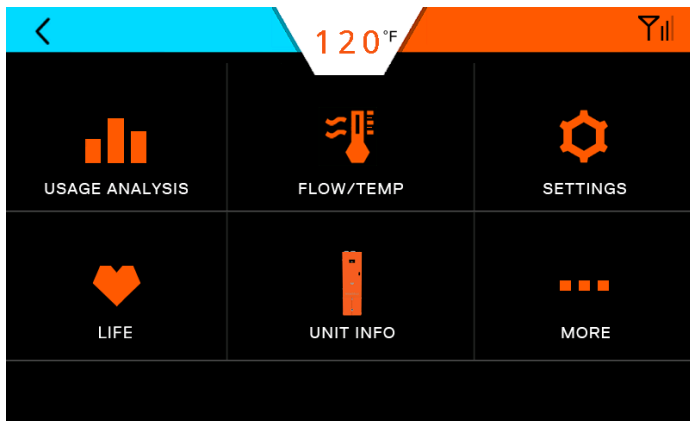 120°F
USAGE ANALYSIS
FLOW/TEMP
SETTINGS
LIFE
UNIT INFO
MORE